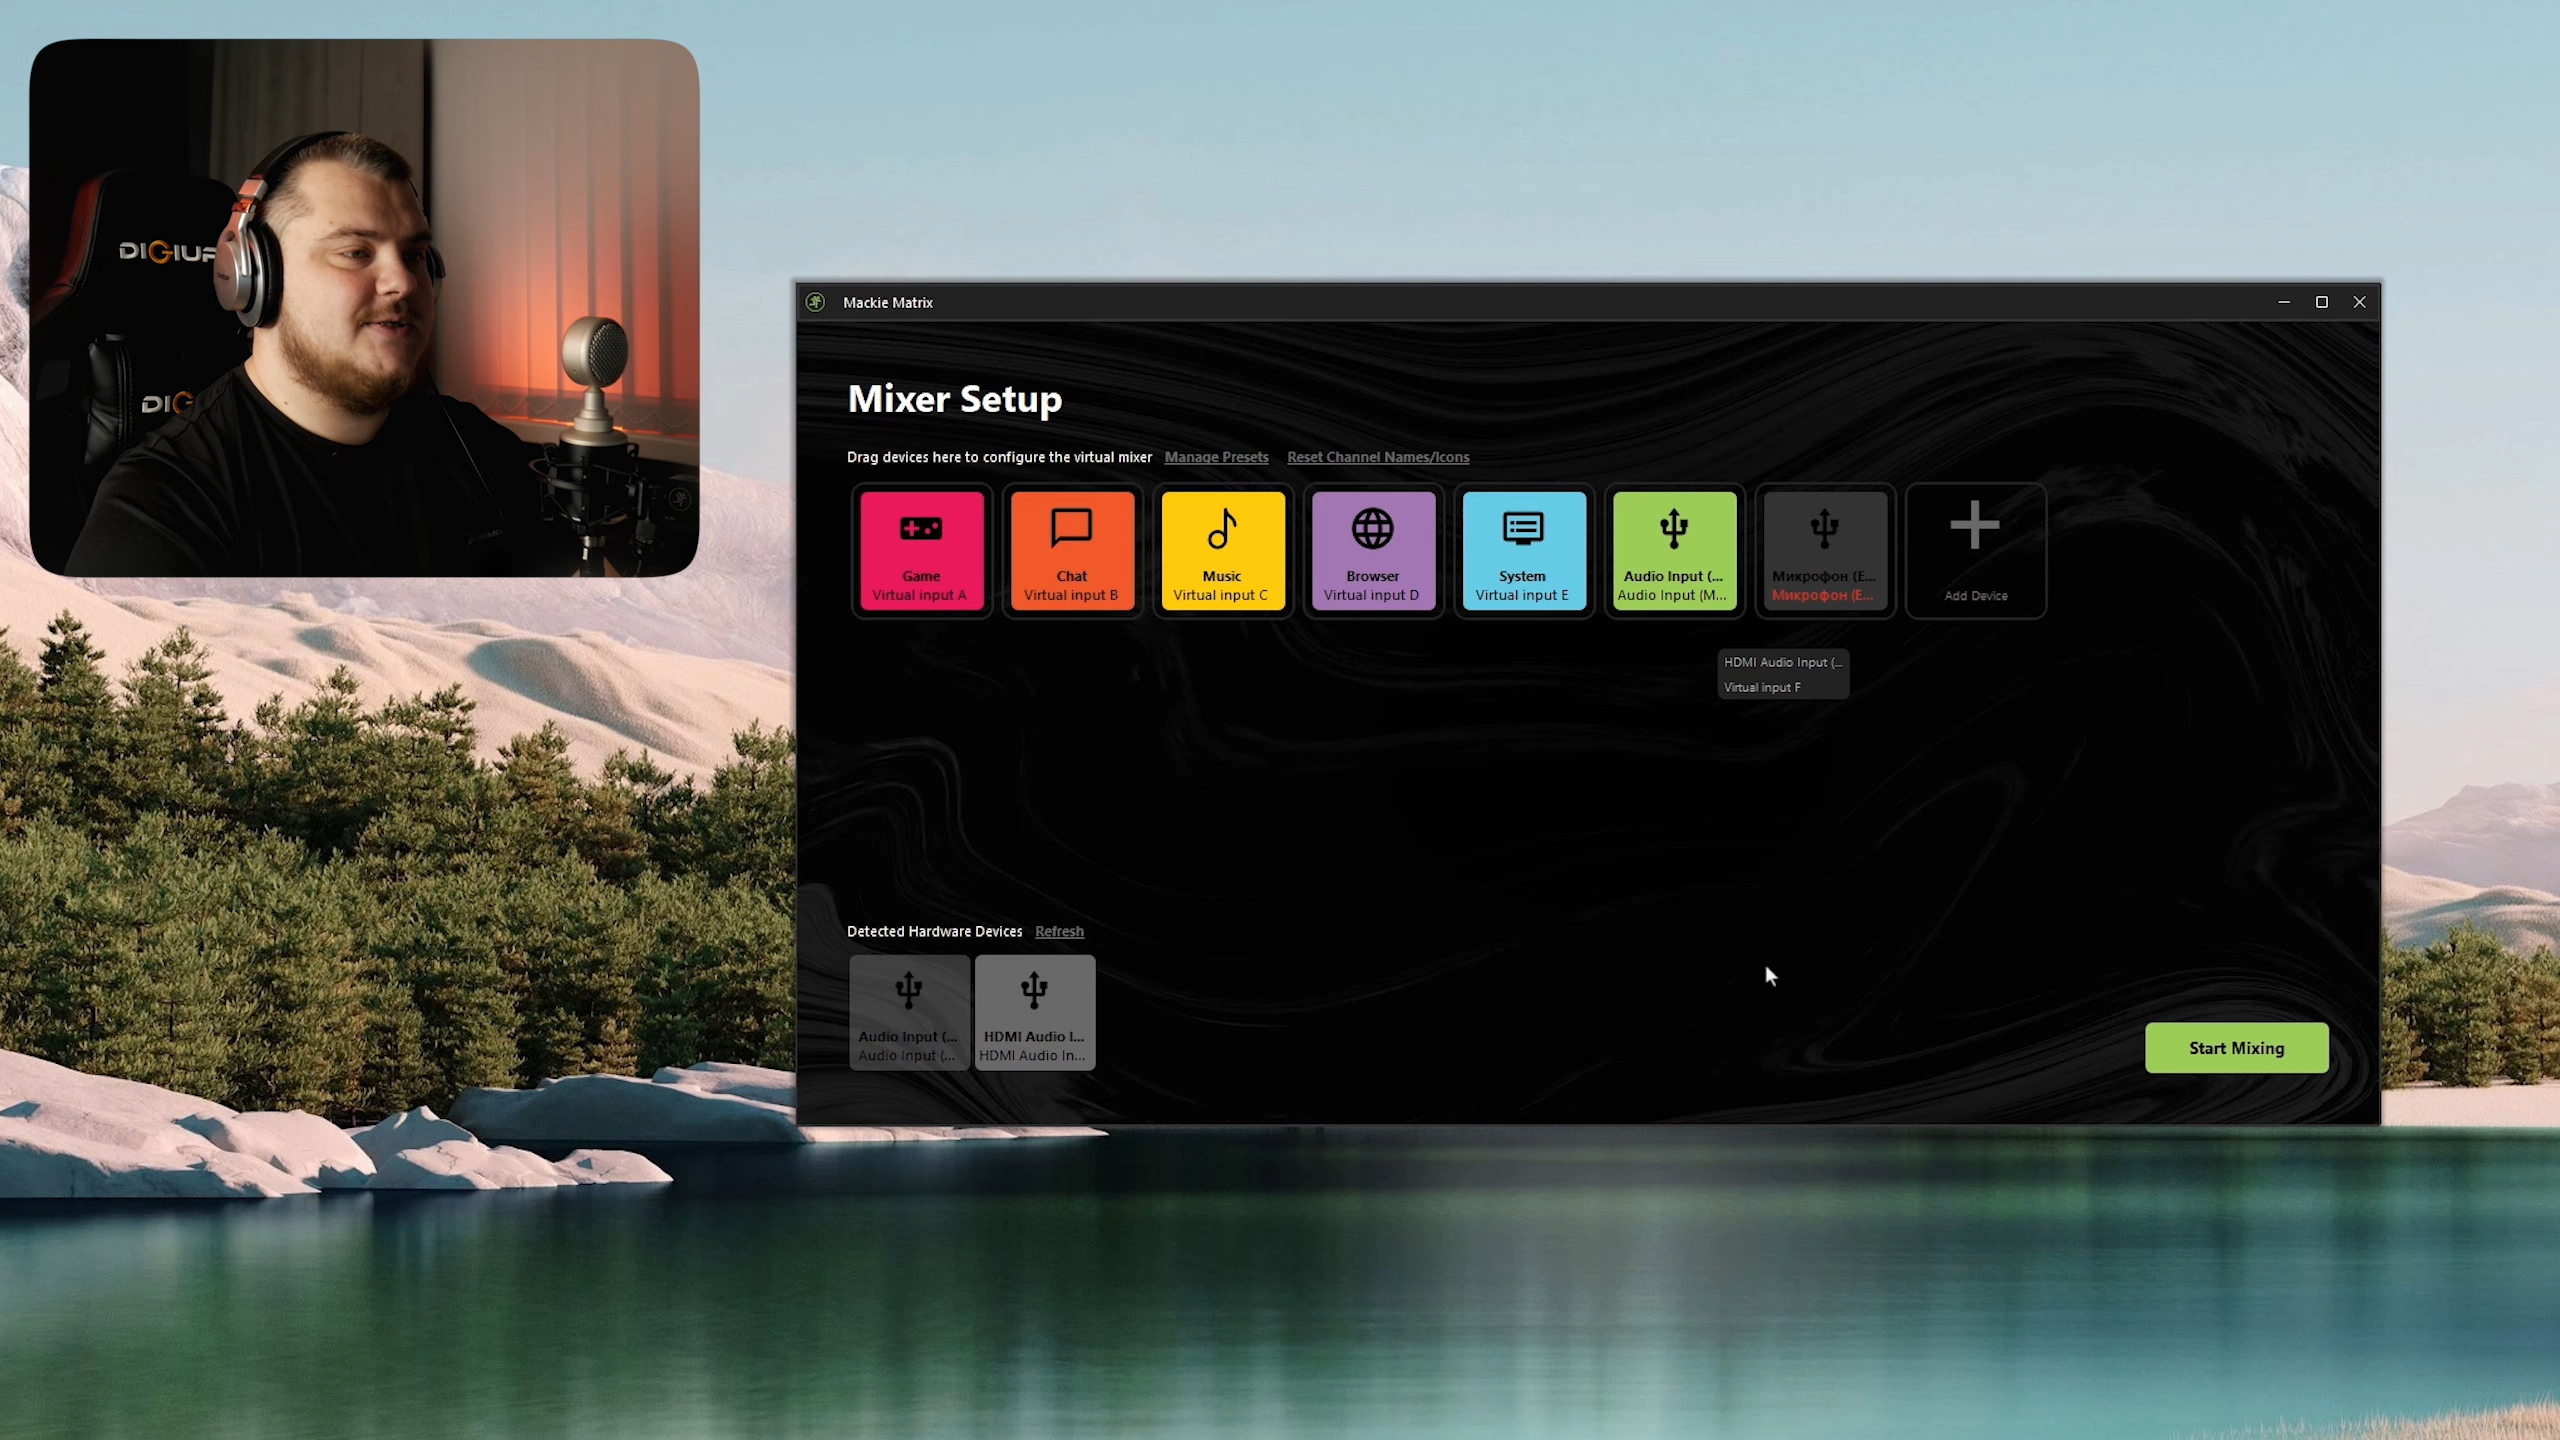 DIGIUP
DIG
Mackie Matrix
Mixer Setup
Drag devices here to configure the virtual mixer Manage Presets Reset Channel Names/Icons
Game
Virtual input A
Chat
Virtual input B
Music
Virtual input C
Browser
Virtual input D
System
Virtual input E
Audio Input (...
Audio Input (M...
Микрофон (E...
Микрофон (E...
Add Device
HDMI Audio Input (...
Virtual input F
Detected Hardware Devices Refresh
Audio Input (...
Audio Input (...
HDMI Audio I...
HDMI Audio In...
Start Mixing